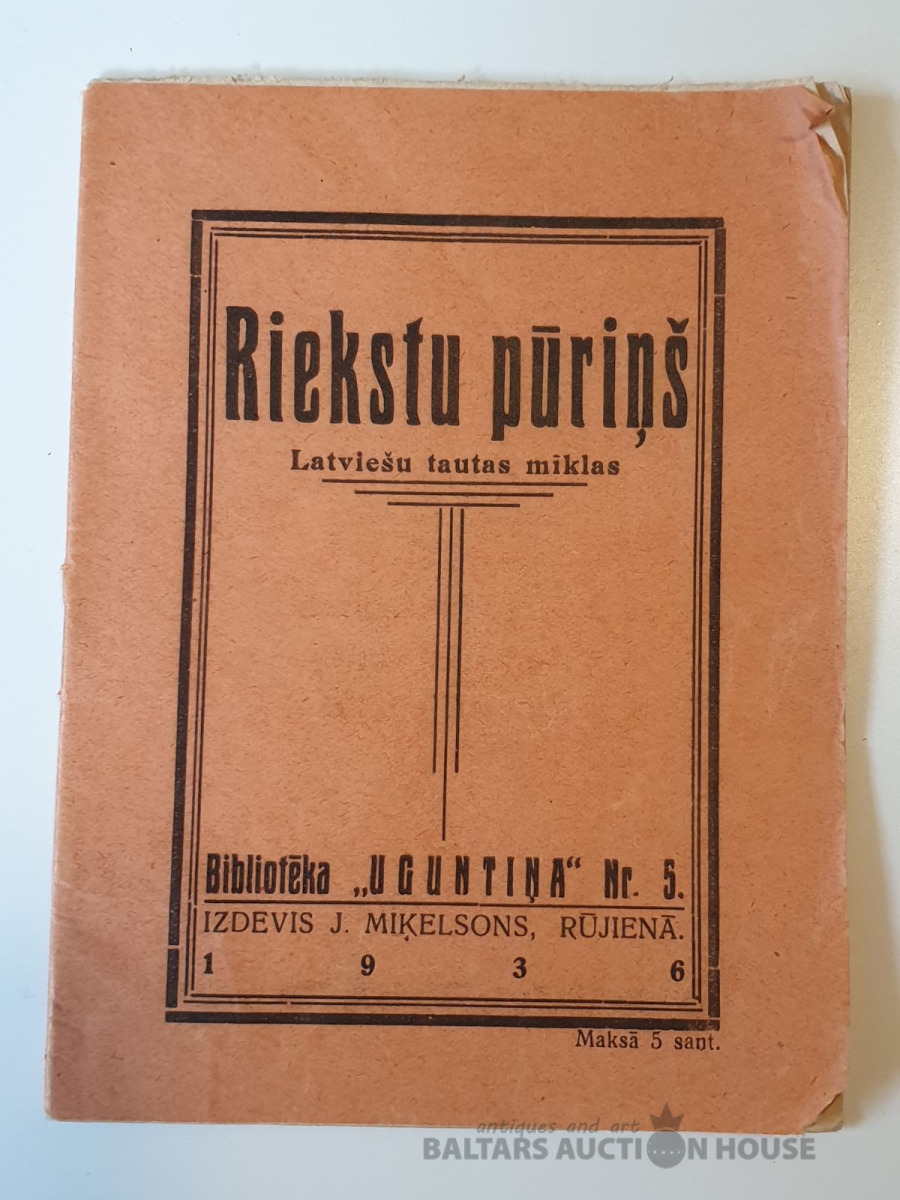 Riekstu pūriņš
Latviešu tautas mīklas
Bibliotēka „UGUNTIŅA“ Nr. 5.
IZDEVIS J. MIĶELSONS, RŪJIENĀ.
1 9 3 6
Maksā 5 saņt.
antiques and art
BALTARS AUCTION HOUSE